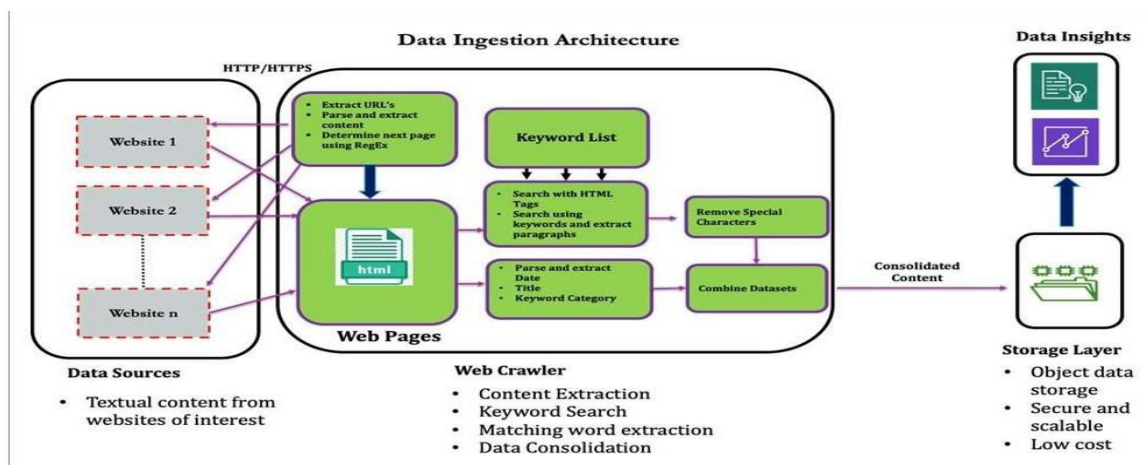 Data Ingestion Architecture
Data Insights
HTTP/HTTPS
Website 1
Website 2
Website n
• Extract URL's
• Parse and extract
content
• Determine next page
using RegEx
html
Web Pages
Keyword List
• Search with HTML
Tags
• Search using
keywords and extract
paragraphs
• Parse and extract
Date
• Title
• Keyword Category
Remove Special
Characters
Combine Datasets
Consolidated
Content
Data Sources
• Textual content from
websites of interest
Web Crawler
• Content Extraction
• Keyword Search
• Matching word extraction
• Data Consolidation
Storage Layer
• Object data
storage
• Secure and
scalable
• Low cost